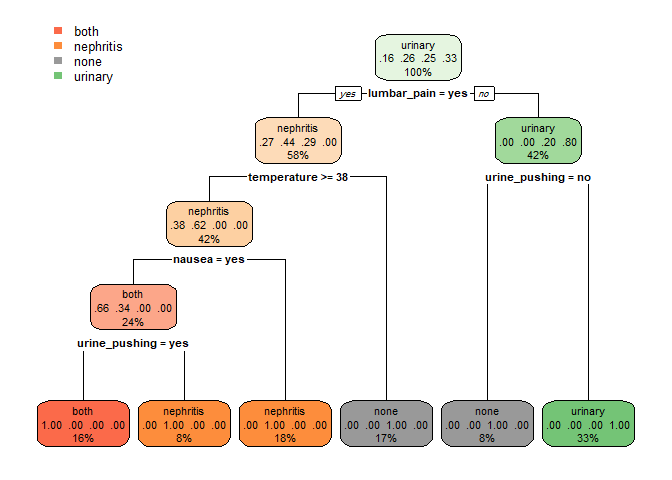 both
nephritis
none
urinary
urinary
.16 .26 .25 .33
100%
yes lumbar_pain = yes no
nephritis
.27 .44 .29 .00
58%
urinary
.00 .00 .20 .80
42%
temperature >= 38
urine_pushing = no
nephritis
.38 .62 .00 .00
42%
nausea = yes
both
.66 .34 .00 .00
24%
urine_pushing = yes
both
1.00 .00 .00 .00
16%
nephritis
.00 1.00 .00 .00
8%
nephritis
.00 1.00 .00 .00
18%
none
.00 .00 1.00 .00
17%
none
.00 .00 1.00 .00
8%
urinary
.00 .00 .00 1.00
33%